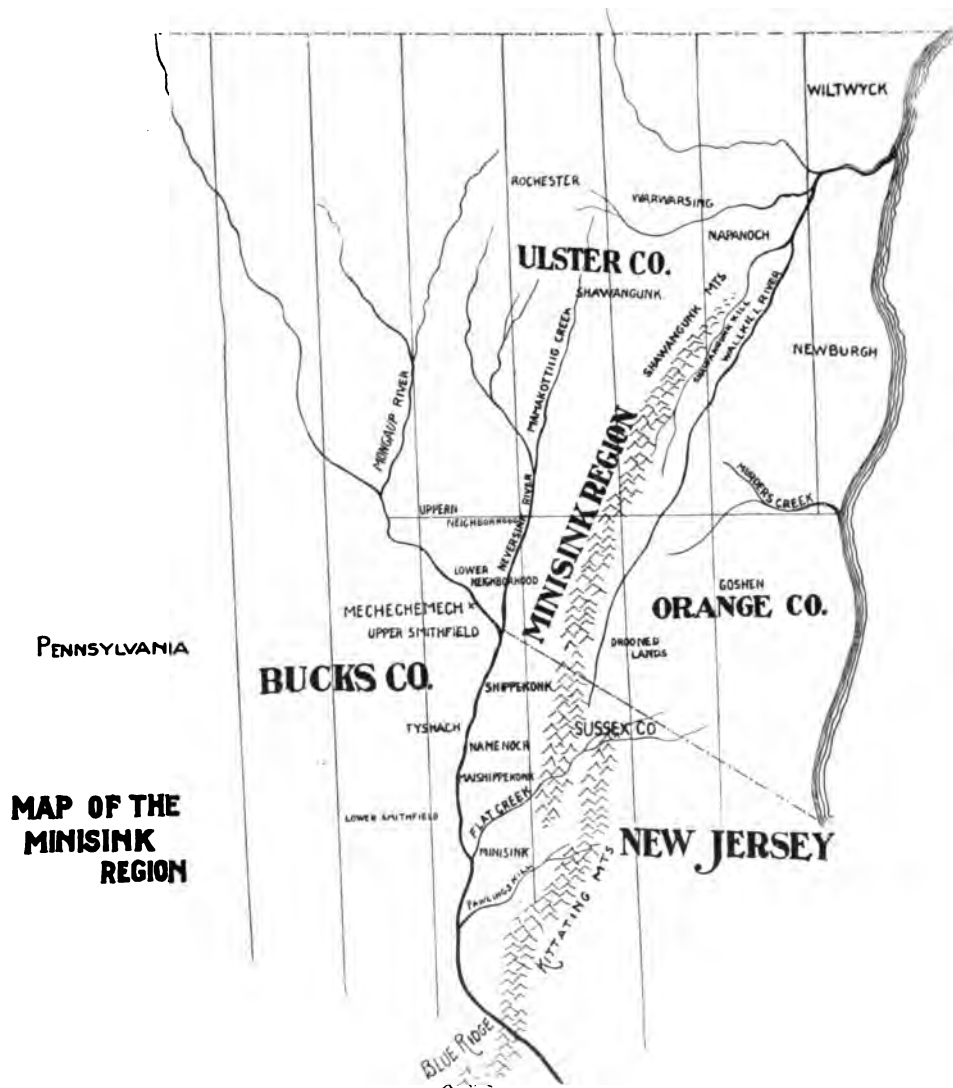 WILTWYCK
ROCHESTER
WARWARSING
NAPANOCH
ULSTER CO.
SHAWANGUNK
SHAWANGUNK MTS
SHAWANGUNK KILL
WALLKILL RIVER
NEWBURGH
MAMAKOTTING CREEK
MONGAUP RIVER
MINISINK REGION
MURDERS CREEK
UPPERN
NEIGHBORHOOD
NEVERSINK RIVER
LOWER
NEIGHBORHOOD
GOSHEN
ORANGE CO.
MECHECHEMECH x
UPPER SMITHFIELD
DROONED
LANDS
PENNSYLVANIA
BUCKS CO.
SHIPPEKONK
TYSHACH
SUSSEX CO
NAMENOCH
MAISHIPPEKONK
FLAT CREEK
LOWER SMITHFIELD
MAP OF THE
MINISINK
REGION
MINISINK
NEW JERSEY
PAWLINGS KILL
KITTATING MTS
BLUE RIDGE